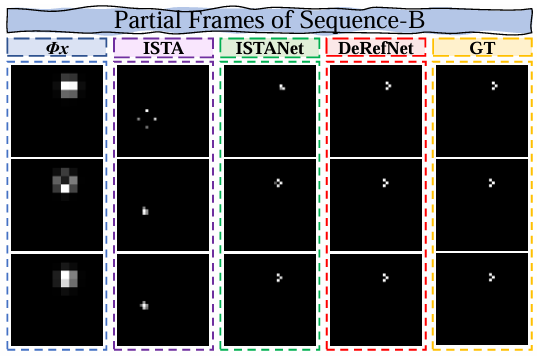 Partial Frames of Sequence-B
Φx ISTA ISTANet DeRefNet GT